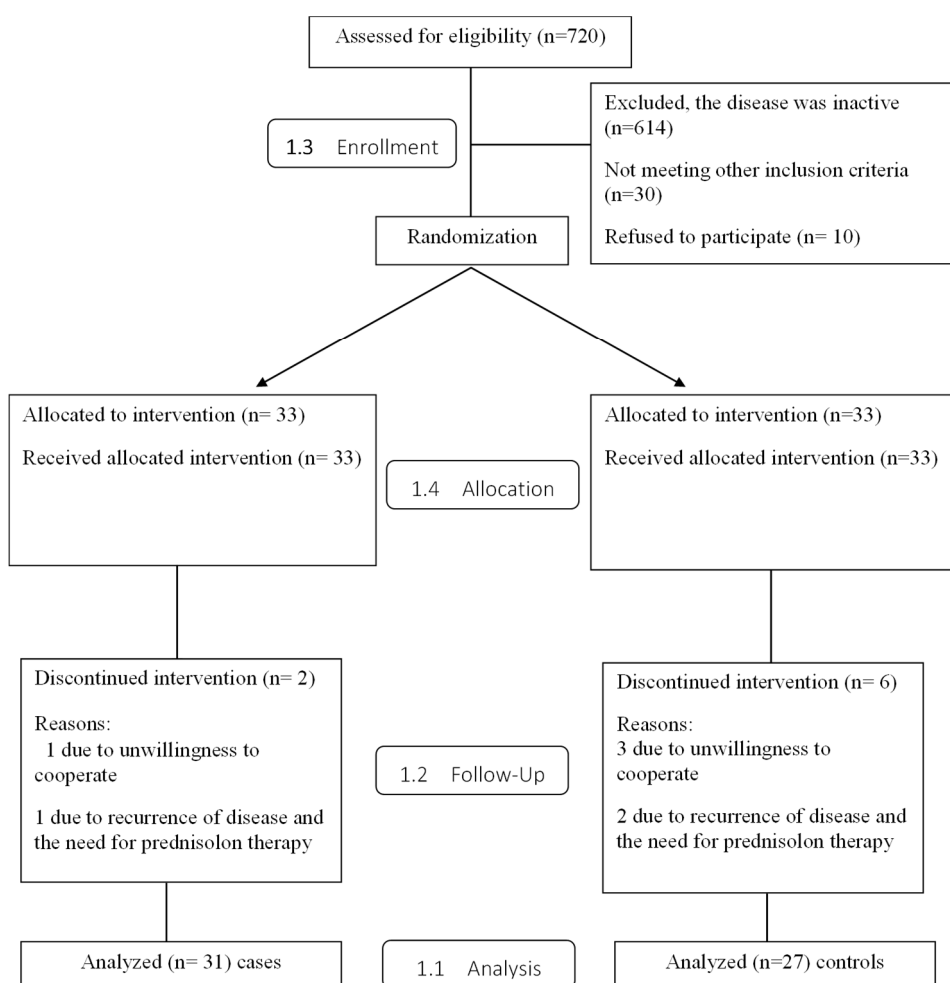 Assessed for eligibility (n=720)
Excluded, the disease was inactive
(n=614)
Not meeting other inclusion criteria
(n=30)
Refused to participate (n= 10)
1.3 Enrollment
Randomization
Allocated to intervention (n= 33)
Received allocated intervention (n= 33)
Allocated to intervention (n=33)
Received allocated intervention (n=33)
1.4 Allocation
Discontinued intervention (n= 2)
Reasons:
1 due to unwillingness to
cooperate
1 due to recurrence of disease and
the need for prednisolon therapy
Discontinued intervention (n= 6)
Reasons:
3 due to unwillingness to
cooperate
2 due to recurrence of disease and
the need for prednisolon therapy
1.2 Follow-Up
Analyzed (n= 31) cases
1.1 Analysis
Analyzed (n=27) controls